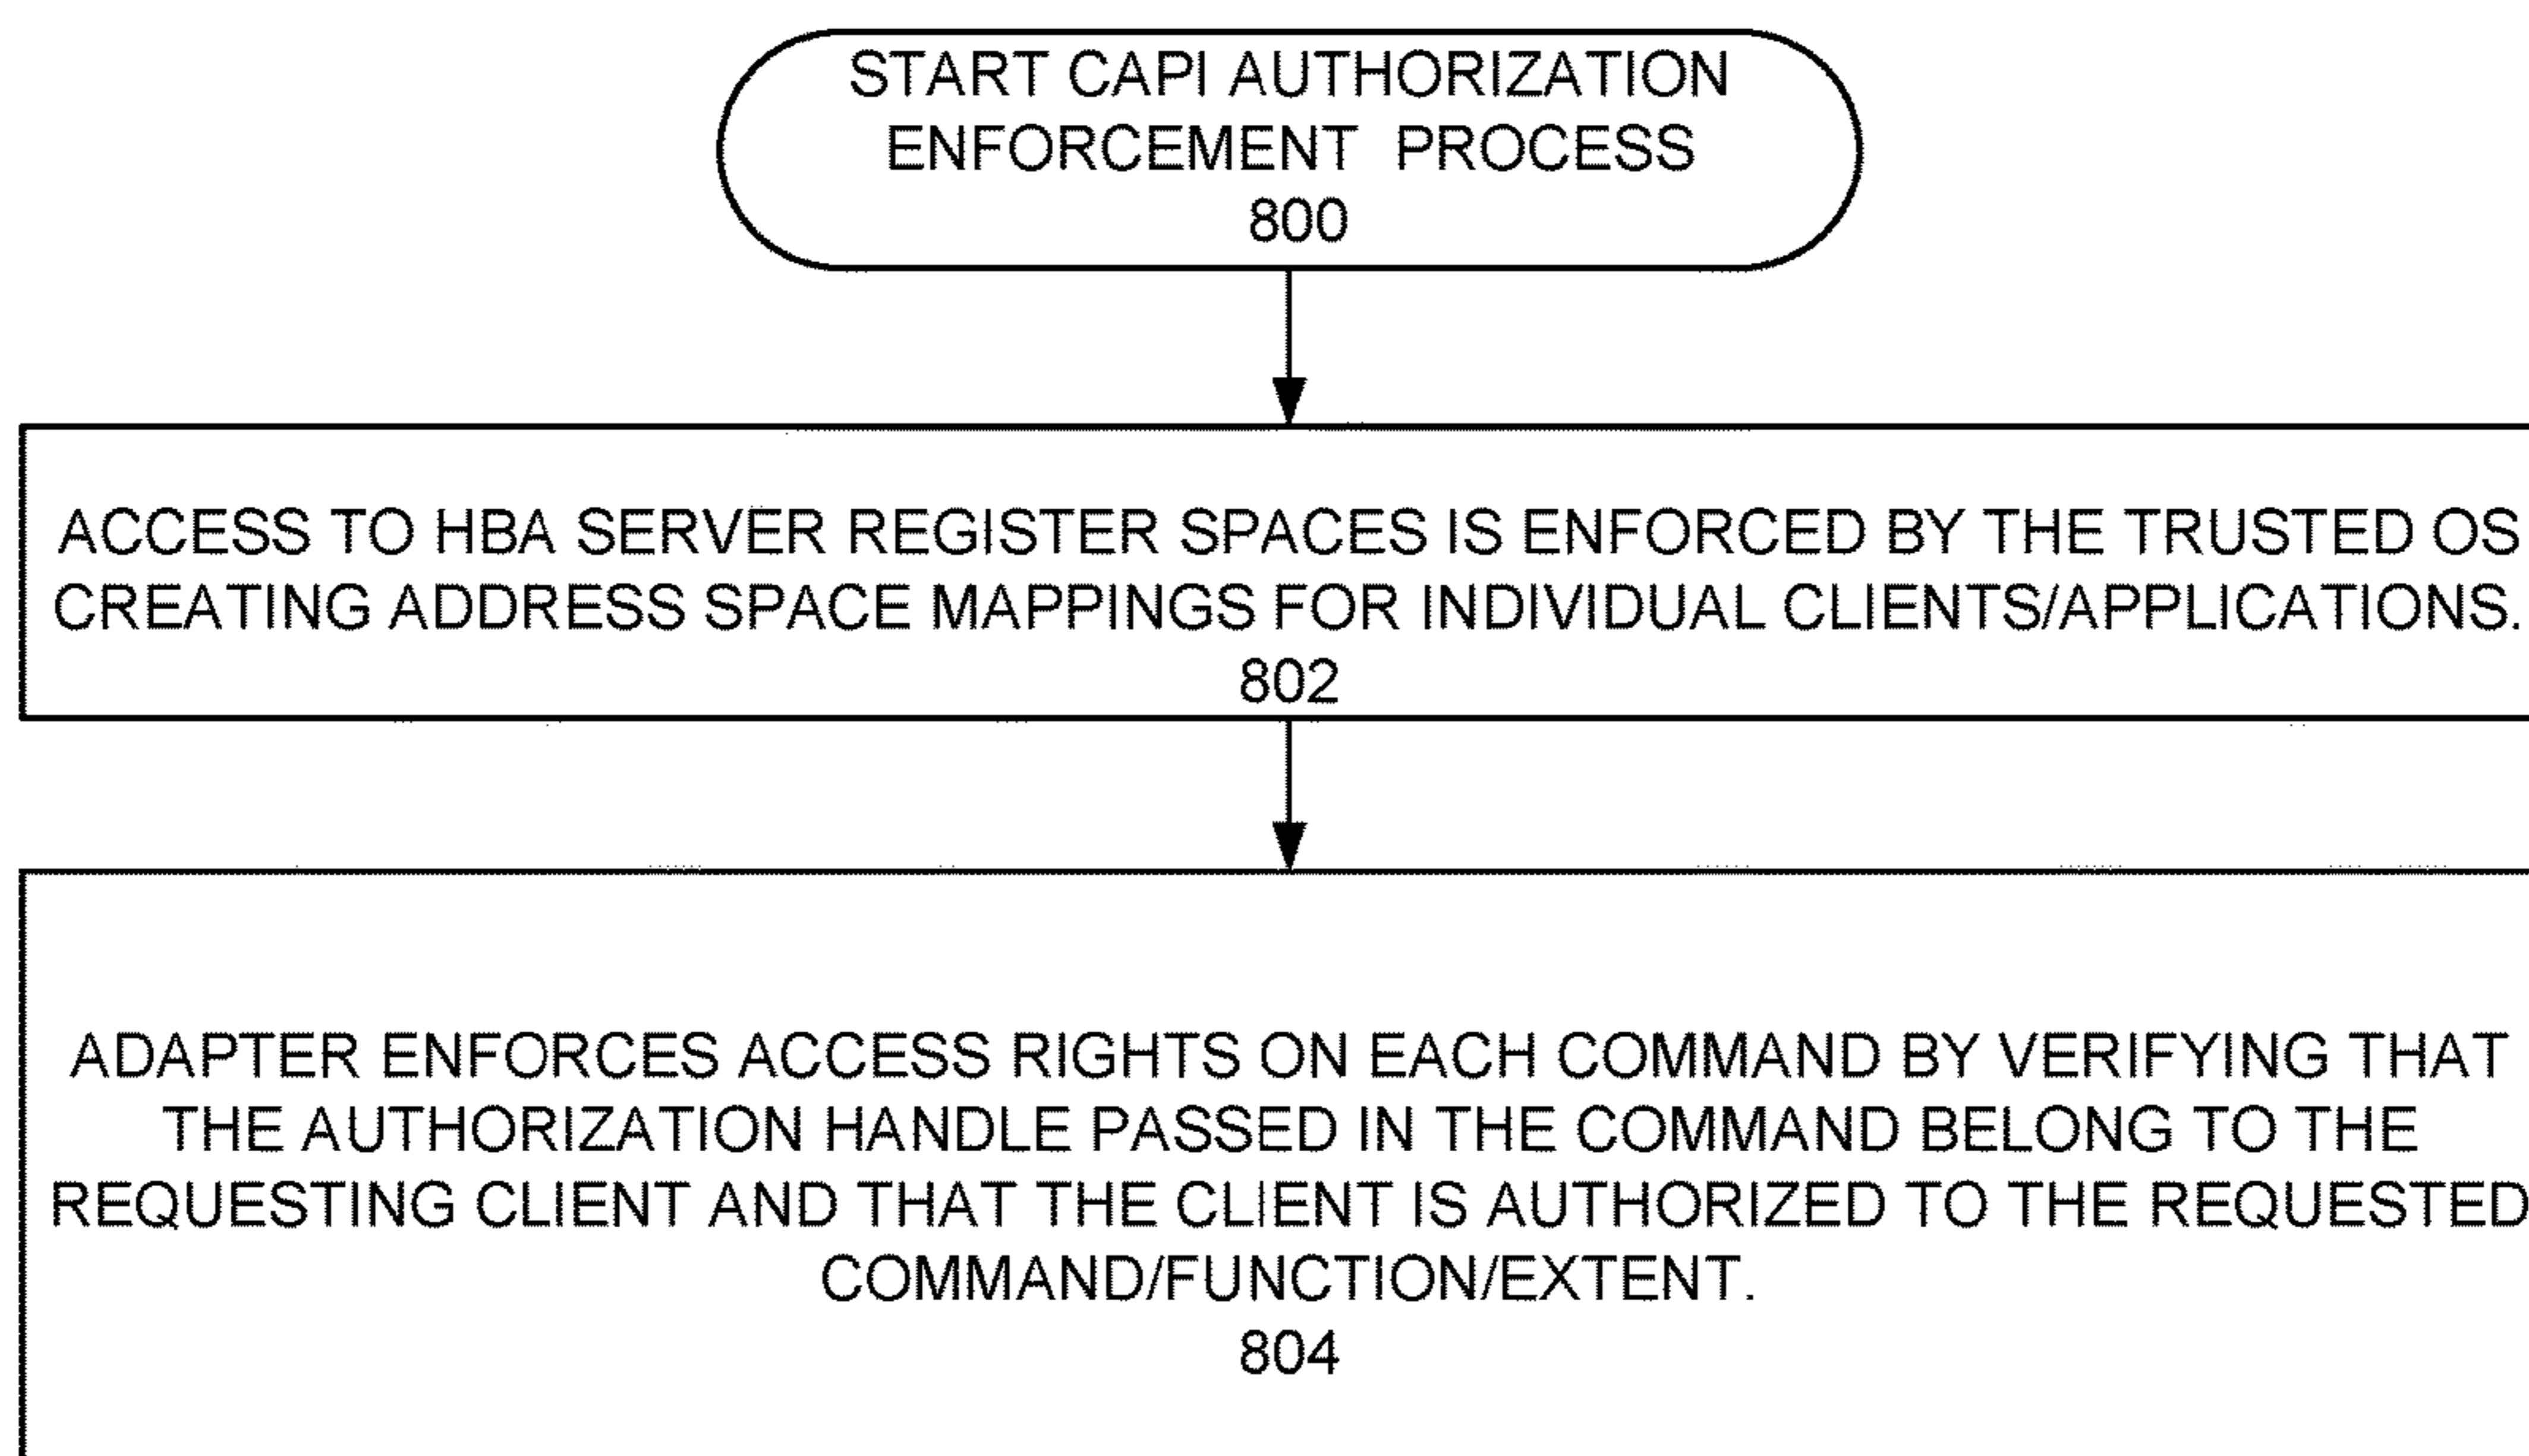 START CAPI AUTHORIZATION
ENFORCEMENT PROCESS
800
ACCESS TO HBA SERVER REGISTER SPACES IS ENFORCED BY THE TRUSTED OS
CREATING ADDRESS SPACE MAPPINGS FOR INDIVIDUAL CLIENTS/APPLICATIONS.
802
ADAPTER ENFORCES ACCESS RIGHTS ON EACH COMMAND BY VERIFYING THAT
THE AUTHORIZATION HANDLE PASSED IN THE COMMAND BELONG TO THE
REQUESTING CLIENT AND THAT THE CLIENT IS AUTHORIZED TO THE REQUESTED
COMMAND/FUNCTION/EXTENT.
804